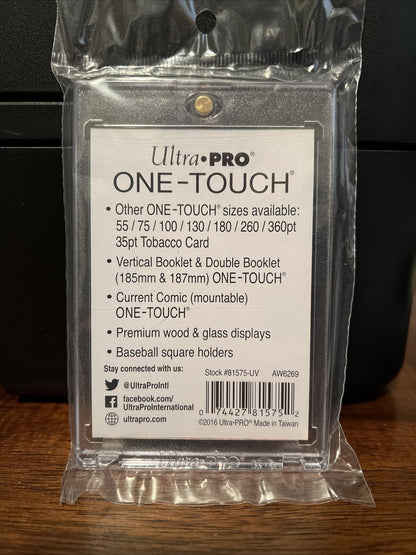 Ultra•PRO®
ONE-TOUCH®
• Other ONE-TOUCH® sizes available:
55 / 75 / 100 / 130 / 180 / 260 / 360pt
35pt Tobacco Card
• Vertical Booklet & Double Booklet
(185mm & 187mm) ONE-TOUCH®
• Current Comic (mountable)
ONE-TOUCH®
• Premium wood & glass displays
• Baseball square holders
Stay connected with us:
@UltraProIntl
facebook.com/
UltraProInternational
ultrapro.com
Stock #81575-UV AW6269
0 74427 81575 2
©2016 Ultra•PRO® Made in Taiwan